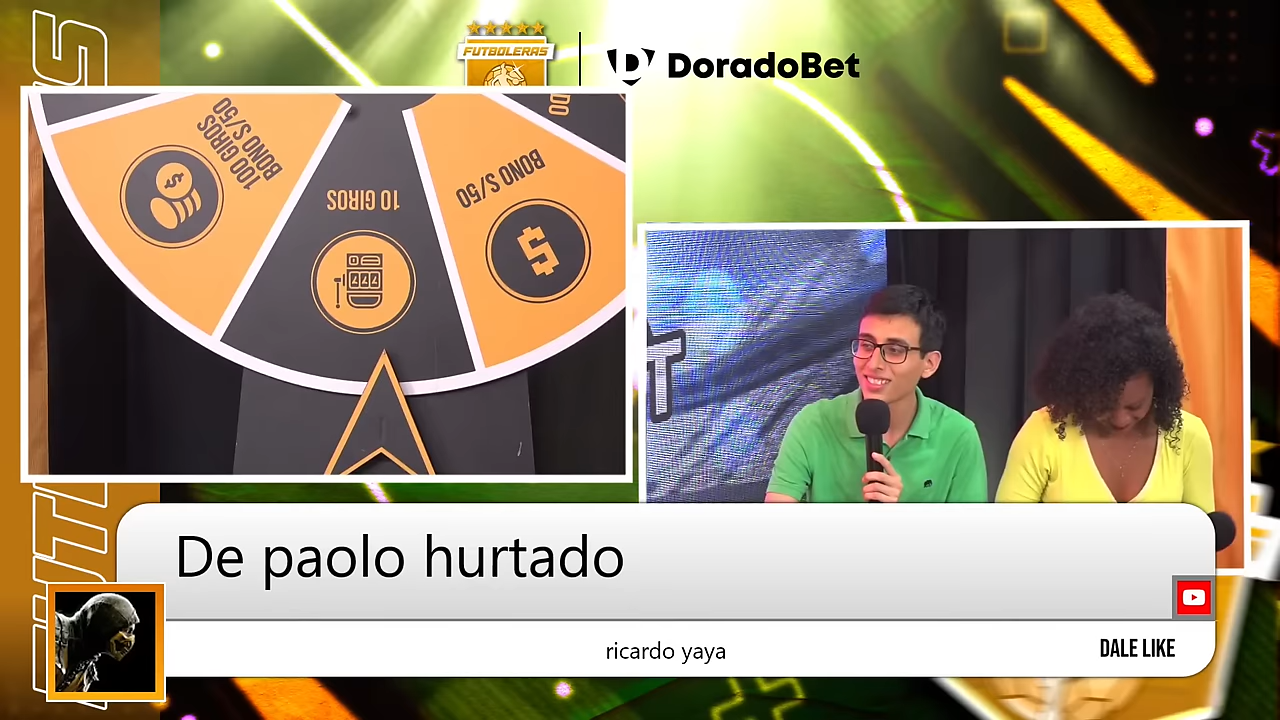 FUTBOLERAS
DoradoBet
100 GIROS
BONO S/50
10 GIROS
BONO S/50
De paolo hurtado
ricardo yaya
DALE LIKE